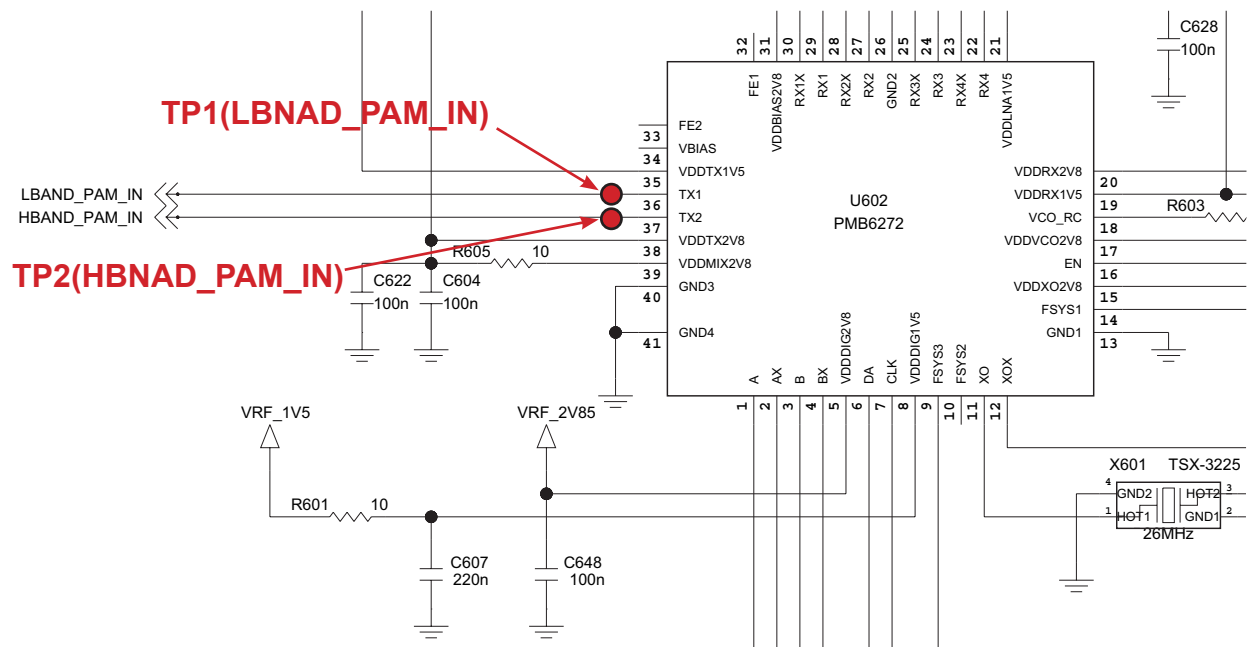 C628
100n
32
31
30
29
28
27
26
25
24
23
22
21
FE1
VDDBIAS2V8
RX1X
RX1
RX2X
RX2
GND2
RX3X
RX3
RX4X
RX4
VDDLNA1V5
TP1(LBNAD_PAM_IN)
FE2
33
VBIAS
34
VDDTX1V5
35
LBAND_PAM_IN
TX1
36
HBAND_PAM_IN
TX2
37
VDDTX2V8
38
VDDMIX2V8
39
GND3
40
GND4
41
TP2(HBNAD_PAM_IN)
R605
10
C622
100n
C604
100n
U602
PMB6272
VDDRX2V8
20
VDDRX1V5
19
R603
VCO_RC
18
VDDVCO2V8
17
EN
16
VDDXO2V8
15
FSYS1
14
GND1
13
A
AX
B
BX
VDDDIG2V8
DA
CLK
VDDDIG1V5
FSYS3
FSYS2
XO
XOX
1
2
3
4
5
6
7
8
9
10
11
12
VRF_1V5
VRF_2V85
R601
10
C607
220n
C648
100n
X601
TSX-3225
4
GND2
HOT2
3
1
HOT1
GND1
2
26MHz